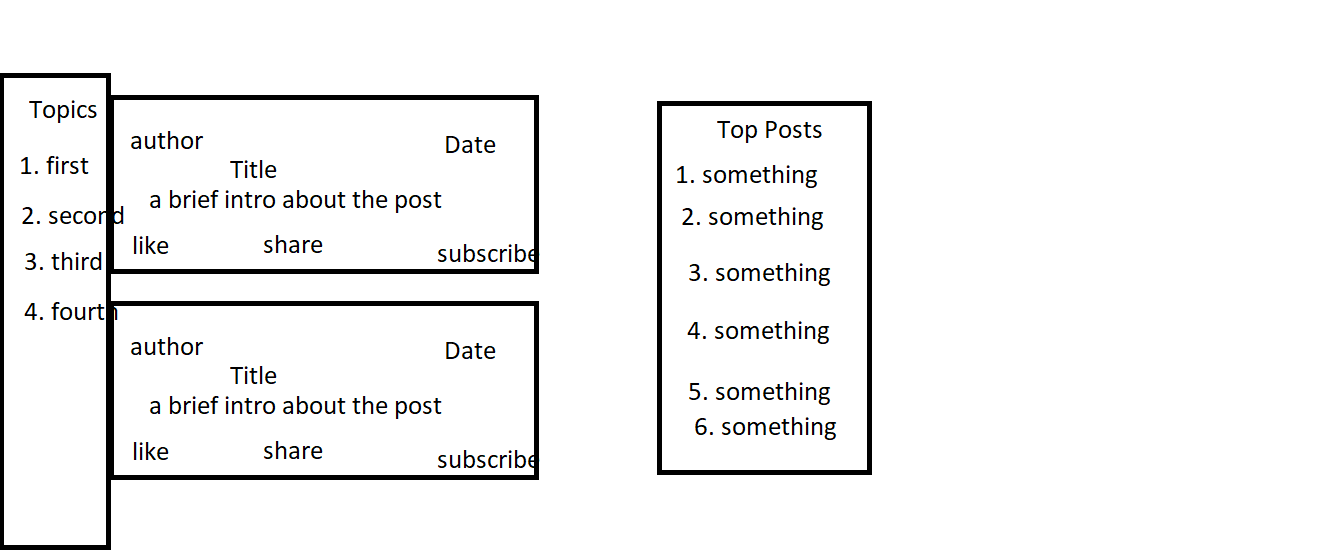 Topics
1. first
2. second
3. third
4. fourth
author
Date
Title
a brief intro about the post
like
share
subscribe
author
Date
Title
a brief intro about the post
like
share
subscribe
Top Posts
1. something
2. something
3. something
4. something
5. something
6. something